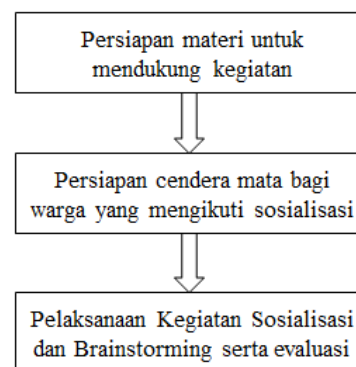 Persiapan materi untuk
mendukung kegiatan
Persiapan cendera mata bagi
warga yang mengikuti sosialisasi
Pelaksanaan Kegiatan Sosialisasi
dan Brainstorming serta evaluasi